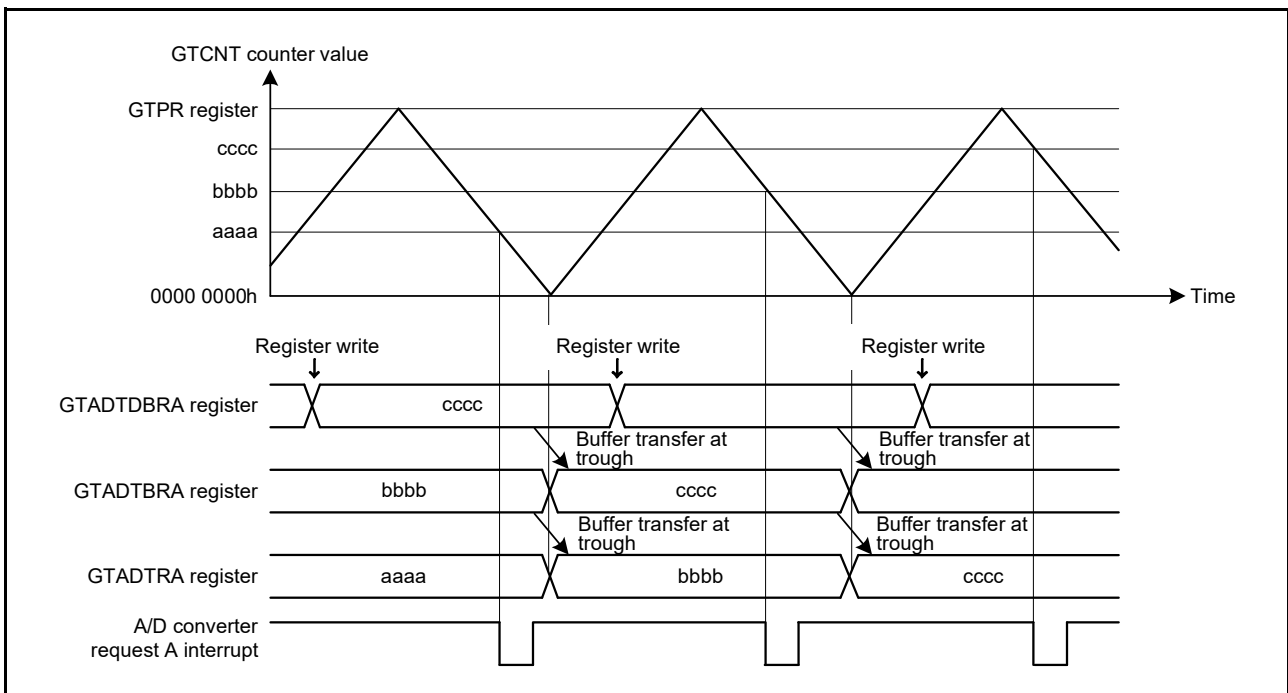 GTCNT counter value
GTPR register
cccc
bbbb
aaaa
0000 0000h
Time
Register write
Register write
Register write
GTADTDBRA register
cccc
Buffer transfer at
trough
Buffer transfer at
trough
GTADTBRA register
bbbb
cccc
Buffer transfer at
trough
Buffer transfer at
trough
GTADTRA register
aaaa
bbbb
cccc
A/D converter
request A interrupt